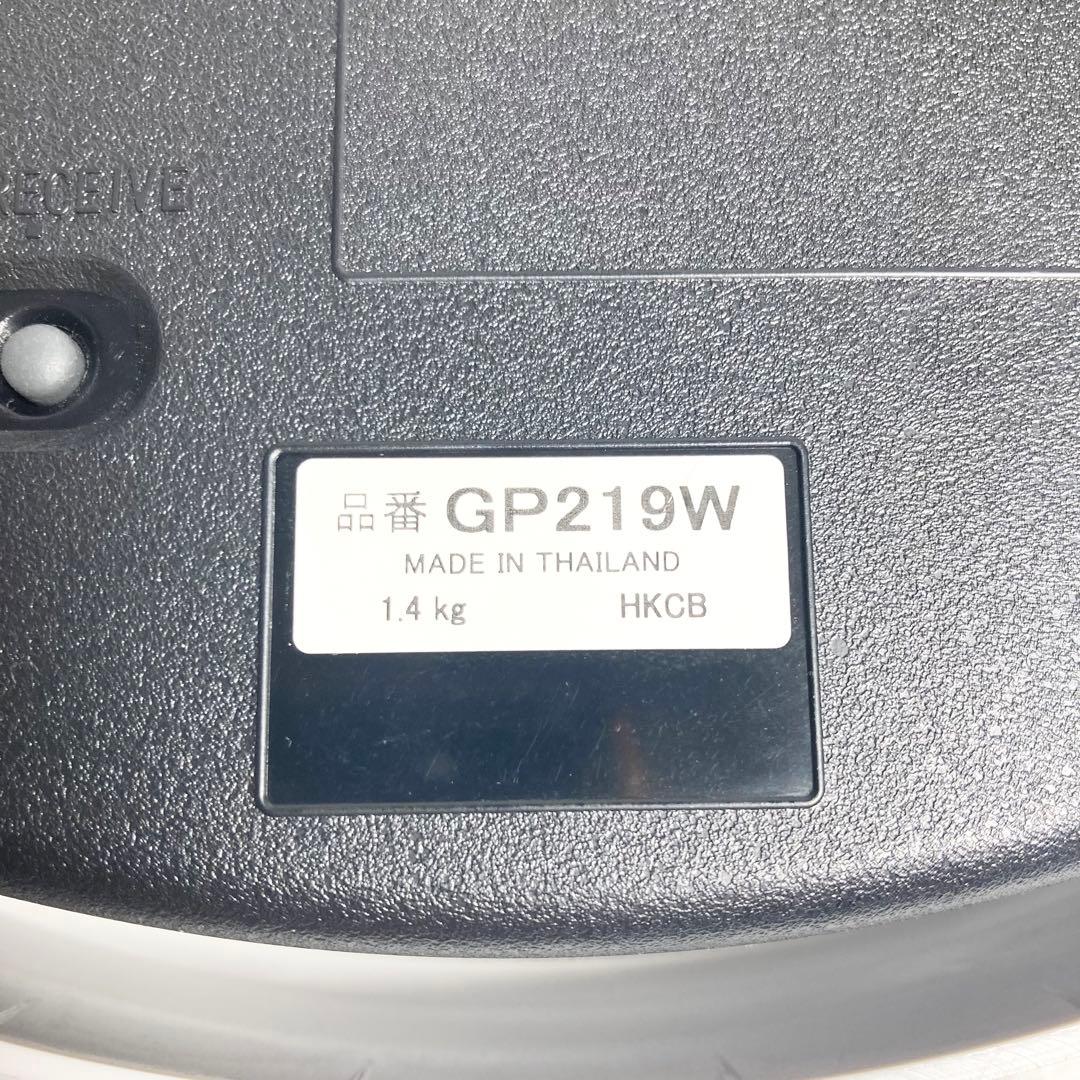 RECEIVE
品番 GP219W
MADE IN THAILAND
1.4 kg HKCB